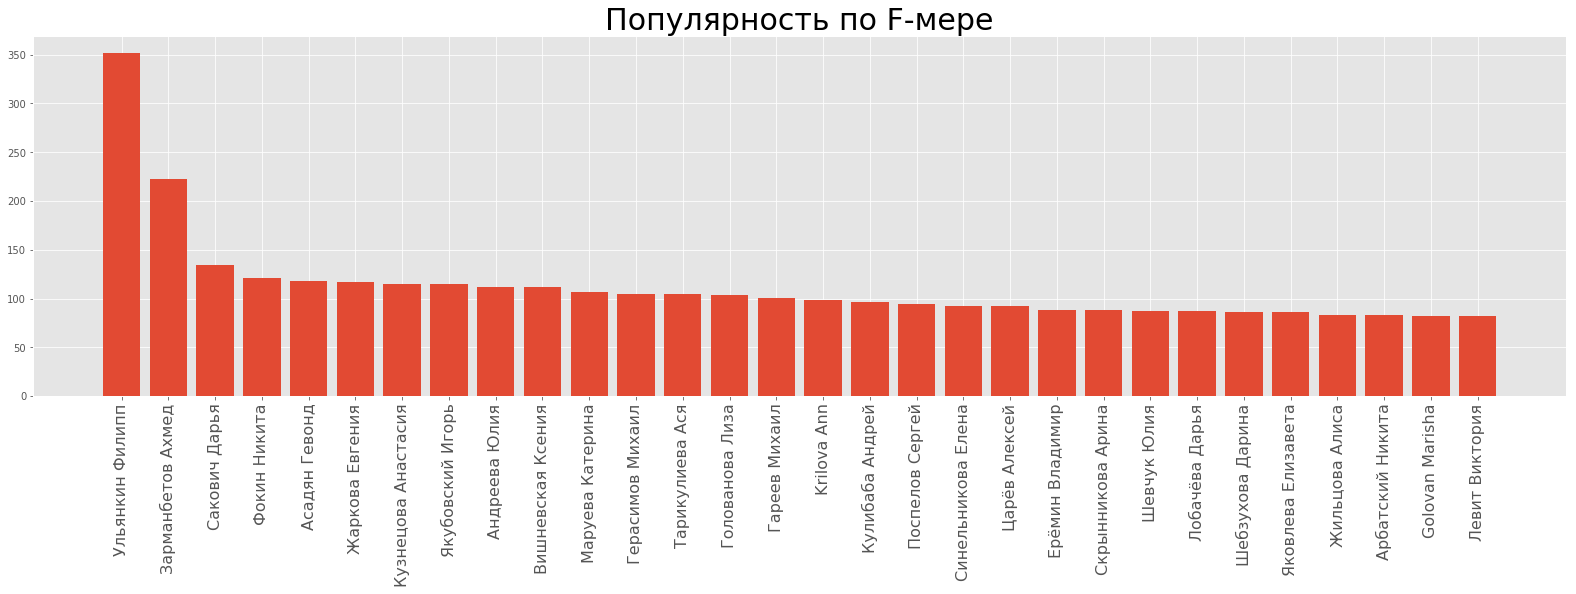 Популярность по F-мере
350
300
250
200
150
100
50
0
Ульянкин Филипп
Зарманбетов Ахмед
Сакович Дарья
Фокин Никита
Асадян Гевонд
Жаркова Евгения
Кузнецова Анастасия
Якубовский Игорь
Андреева Юлия
Вишневская Ксения
Маруева Катерина
Герасимов Михаил
Тарикулиева Ася
Голованова Лиза
Гареев Михаил
Krilova Ann
Кулибаба Андрей
Поспелов Сергей
Синельникова Елена
Царёв Алексей
Ерёмин Владимир
Скрынникова Арина
Шевчук Юлия
Лобачёва Дарья
Шебзухова Дарина
Яковлева Елизавета
Жильцова Алиса
Арбатский Никита
Golovan Marisha
Левит Виктория